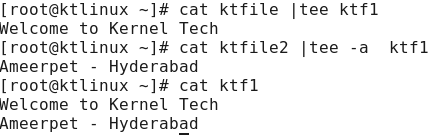 [root@ktlinux ~]# cat ktfile |tee ktf1
Welcome to Kernel Tech
[root@ktlinux ~]# cat ktfile2 |tee -a  ktf1
Ameerpet - Hyderabad
[root@ktlinux ~]# cat ktf1
Welcome to Kernel Tech
Ameerpet - Hyderabad